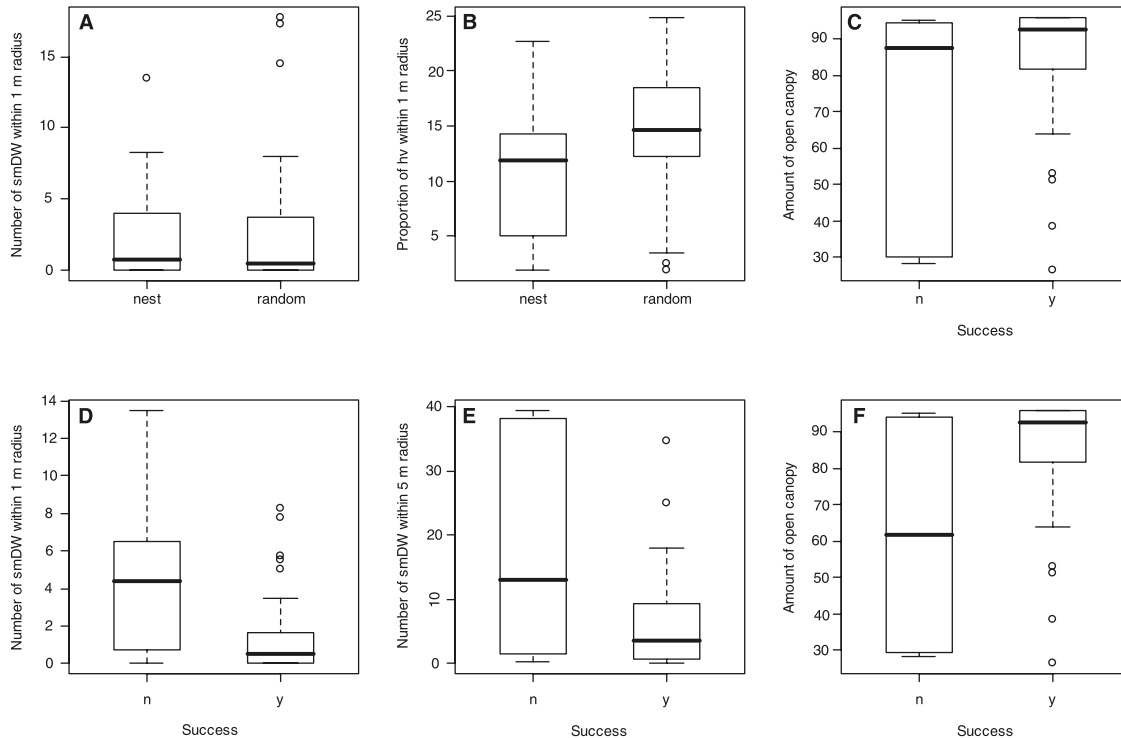 A
Number of smDW within 1 m radius
15
10
5
0
nest random
B
Proportion of hv within 1 m radius
25
20
15
10
5
nest random
C
Amount of open canopy
90
80
70
60
50
40
30
n y
Success
D
Number of smDW within 1 m radius
14
12
10
8
6
4
2
0
n y
Success
E
Number of smDW within 5 m radius
40
30
20
10
0
n y
Success
F
Amount of open canopy
90
80
70
60
50
40
30
n y
Success